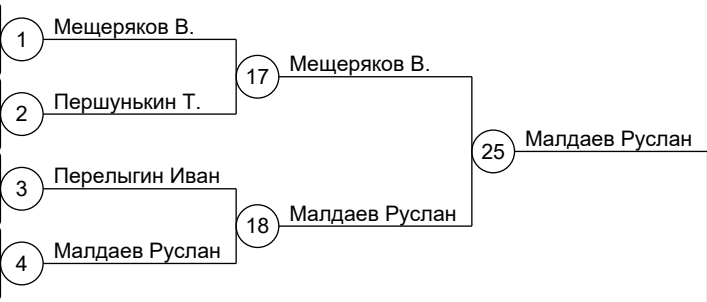 1 Мещеряков В.
17 Мещеряков В.
2 Першунькин Т.
25 Малдаев Руслан
3 Перелыгин Иван
18 Малдаев Руслан
4 Малдаев Руслан